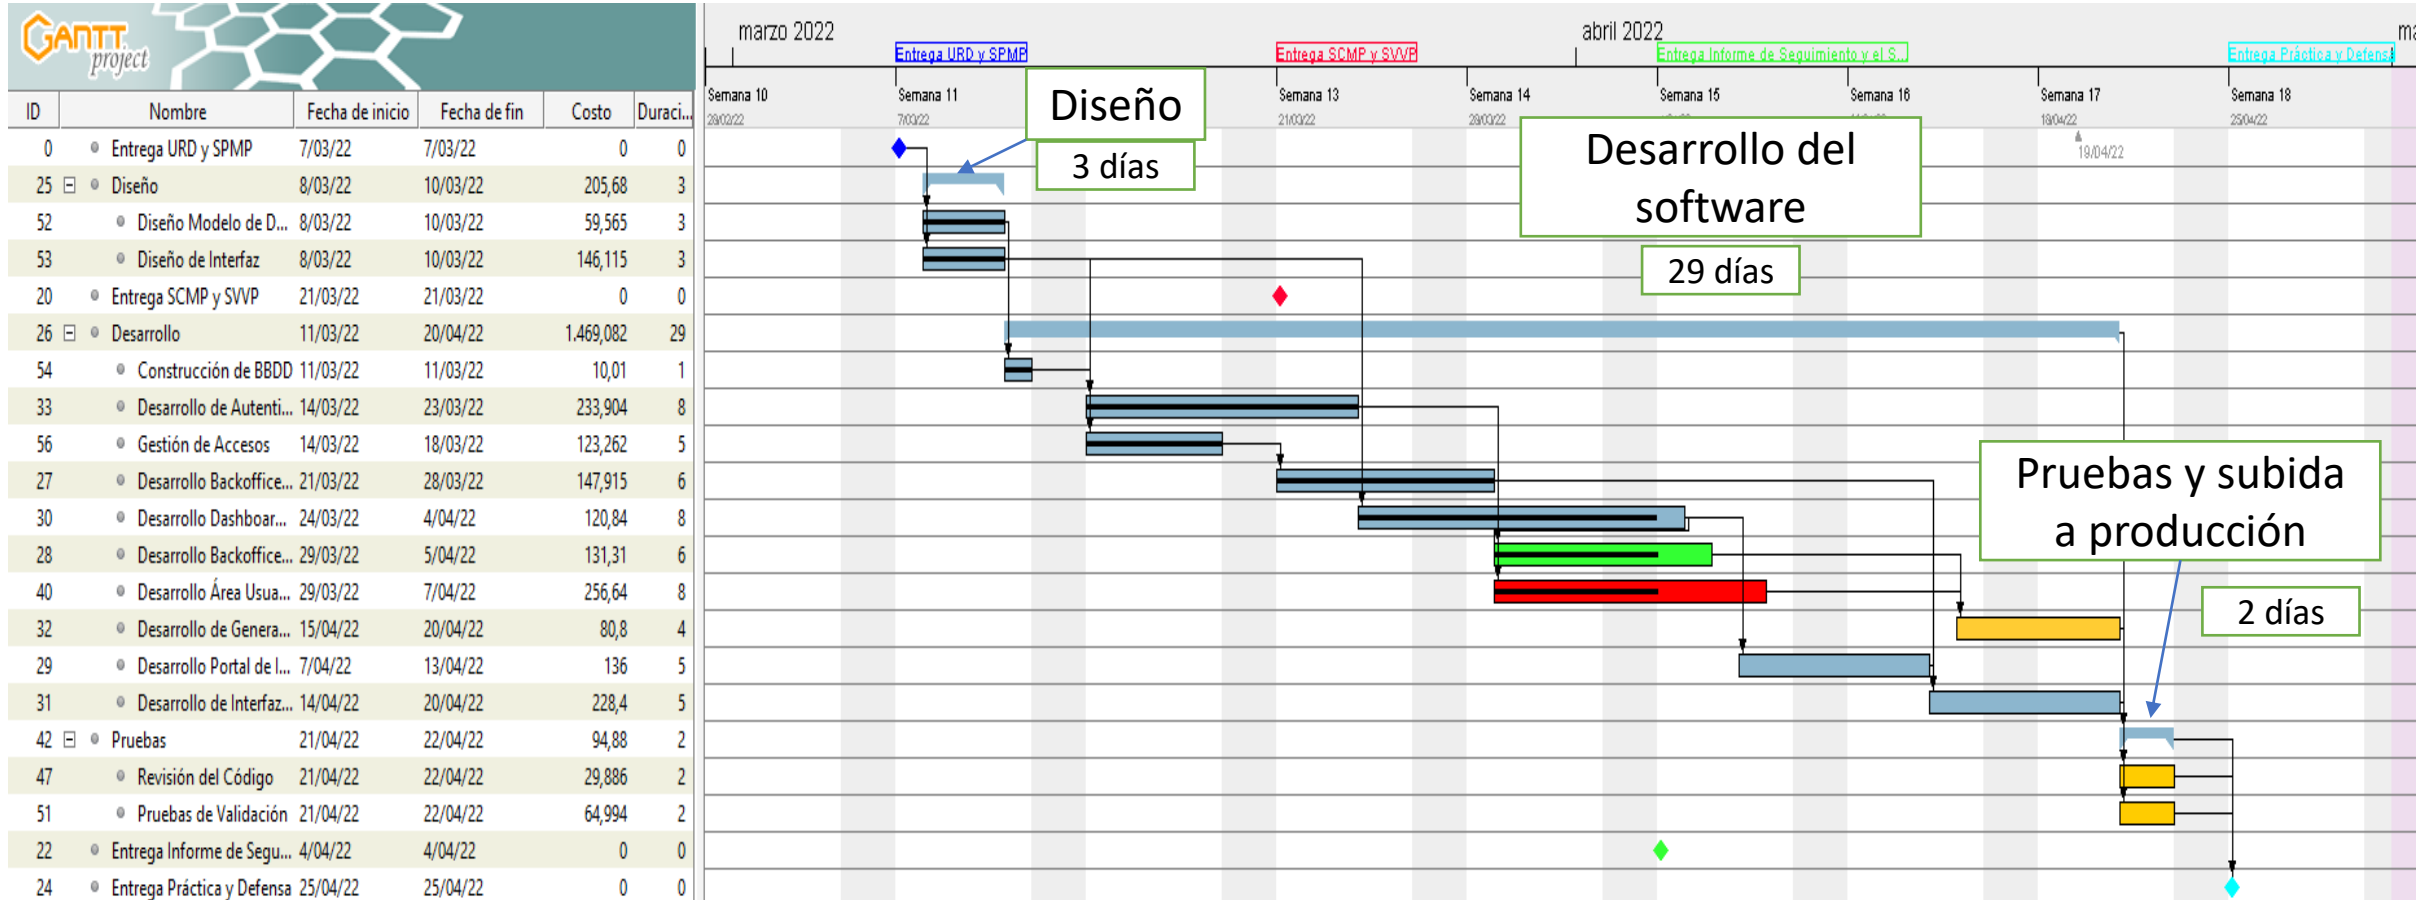 GANTT
project
marzo 2022
abril 2022
ma
Entrega URD y SPMP
Entrega SCMP y SVVP
Entrega Informe de Seguimiento y el S...
Entrega Práctica y Defensa
Semana 10
Semana 11
Semana 13
Semana 14
Semana 15
Semana 16
Semana 17
Semana 18
28/02/22
7/03/22
21/03/22
28/03/22
18/04/22
25/04/22
19/04/22
ID Nombre Fecha de inicio Fecha de fin Costo Duraci...
0 Entrega URD y SPMP 7/03/22 7/03/22 0 0
25 Diseño 8/03/22 10/03/22 205,68 3
52 Diseño Modelo de D... 8/03/22 10/03/22 59,565 3
53 Diseño de Interfaz 8/03/22 10/03/22 146,115 3
20 Entrega SCMP y SVVP 21/03/22 21/03/22 0 0
26 Desarrollo 11/03/22 20/04/22 1.469,082 29
54 Construcción de BBDD 11/03/22 11/03/22 10,01 1
33 Desarrollo de Autenti... 14/03/22 23/03/22 233,904 8
56 Gestión de Accesos 14/03/22 18/03/22 123,262 5
27 Desarrollo Backoffice... 21/03/22 28/03/22 147,915 6
30 Desarrollo Dashboar... 24/03/22 4/04/22 120,84 8
28 Desarrollo Backoffice... 29/03/22 5/04/22 131,31 6
40 Desarrollo Área Usua... 29/03/22 7/04/22 256,64 8
32 Desarrollo de Genera... 15/04/22 20/04/22 80,8 4
29 Desarrollo Portal de I... 7/04/22 13/04/22 136 5
31 Desarrollo de Interfaz... 14/04/22 20/04/22 228,4 5
42 Pruebas 21/04/22 22/04/22 94,88 2
47 Revisión del Código 21/04/22 22/04/22 29,886 2
51 Pruebas de Validación 21/04/22 22/04/22 64,994 2
22 Entrega Informe de Segu... 4/04/22 4/04/22 0 0
24 Entrega Práctica y Defensa 25/04/22 25/04/22 0 0
Diseño
3 días
Desarrollo del
software
29 días
Pruebas y subida
a producción
2 días